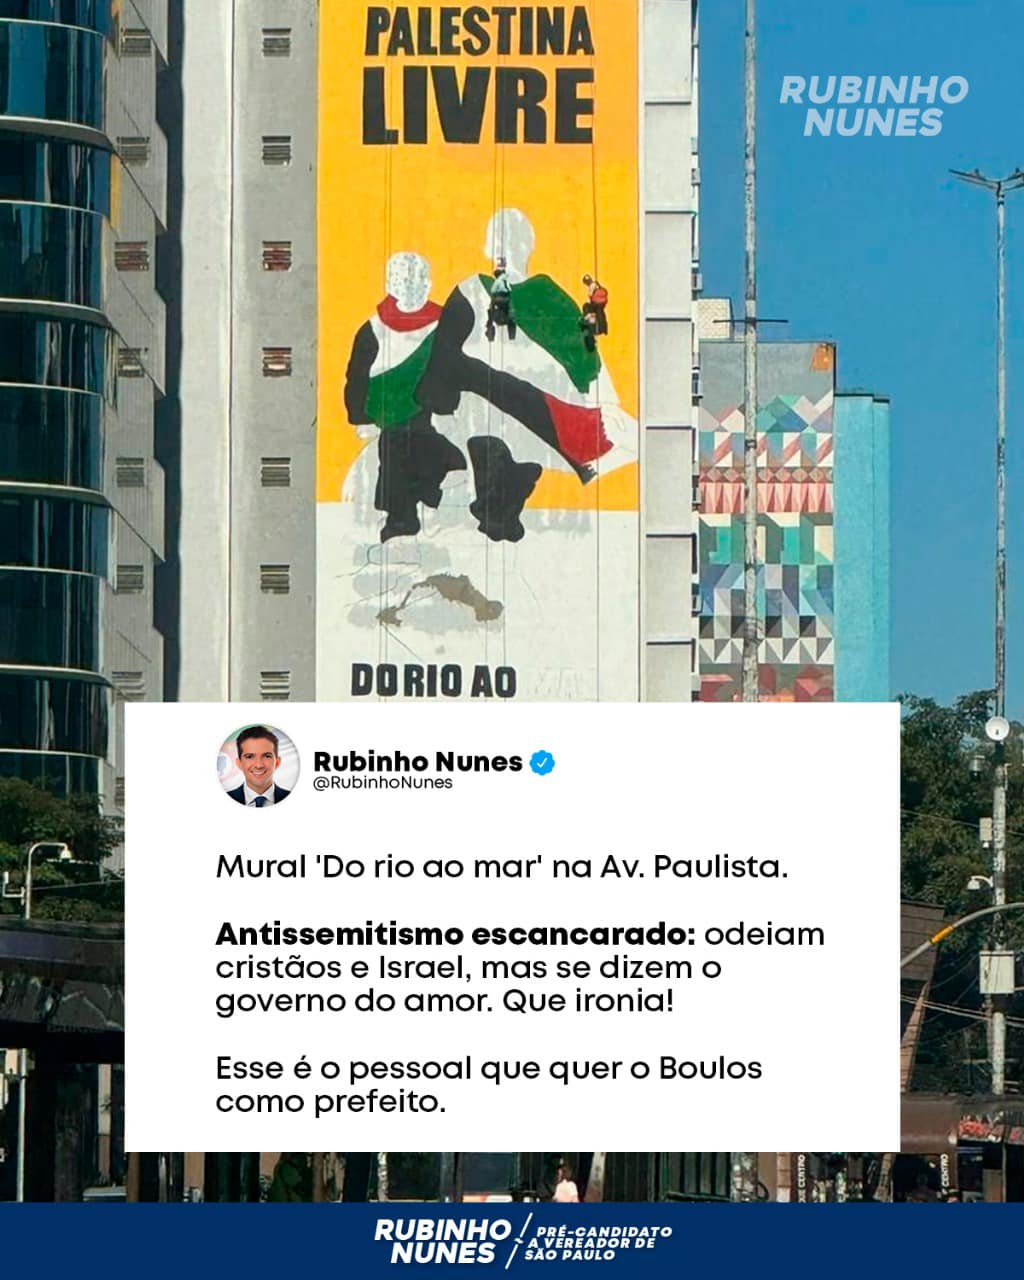 PALESTINA
LIVRE
RUBINHO
NUNES
DO RIO AO
Rubinho Nunes
@RubinhoNunes
Mural 'Do rio ao mar' na Av. Paulista.
Antissemitismo escancarado: odeiam
cristãos e Israel, mas se dizem o
governo do amor. Que ironia!
Esse é o pessoal que quer o Boulos
como prefeito.
RUBINHO
NUNES
PRÉ-CANDIDATO
A VEREADOR DE
SÃO PAULO